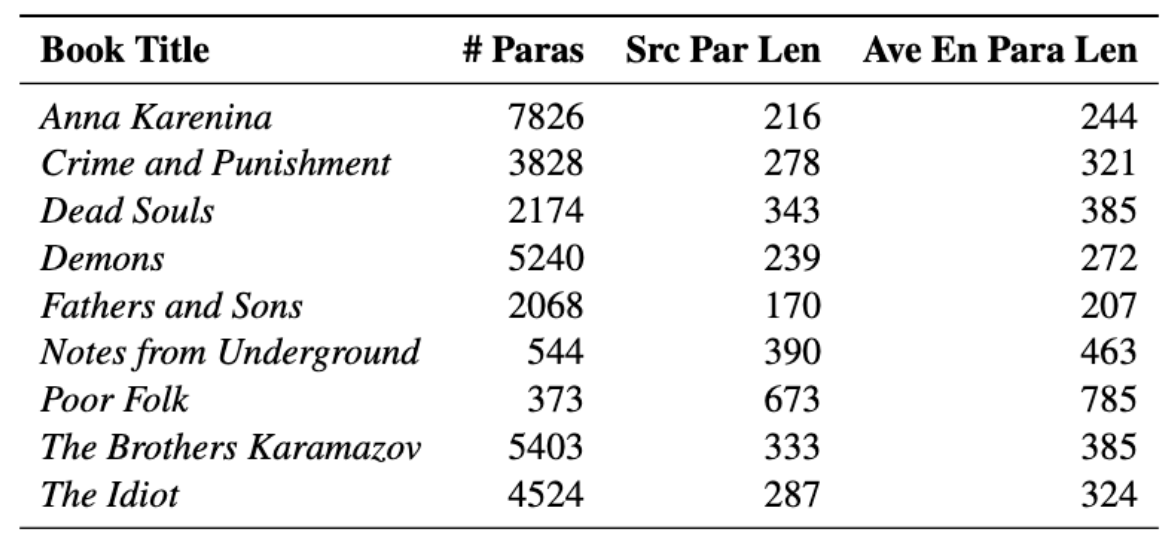 Book Title # Paras Src Par Len Ave En Para Len
Anna Karenina 7826 216 244
Crime and Punishment 3828 278 321
Dead Souls 2174 343 385
Demons 5240 239 272
Fathers and Sons 2068 170 207
Notes from Underground 544 390 463
Poor Folk 373 673 785
The Brothers Karamazov 5403 333 385
The Idiot 4524 287 324